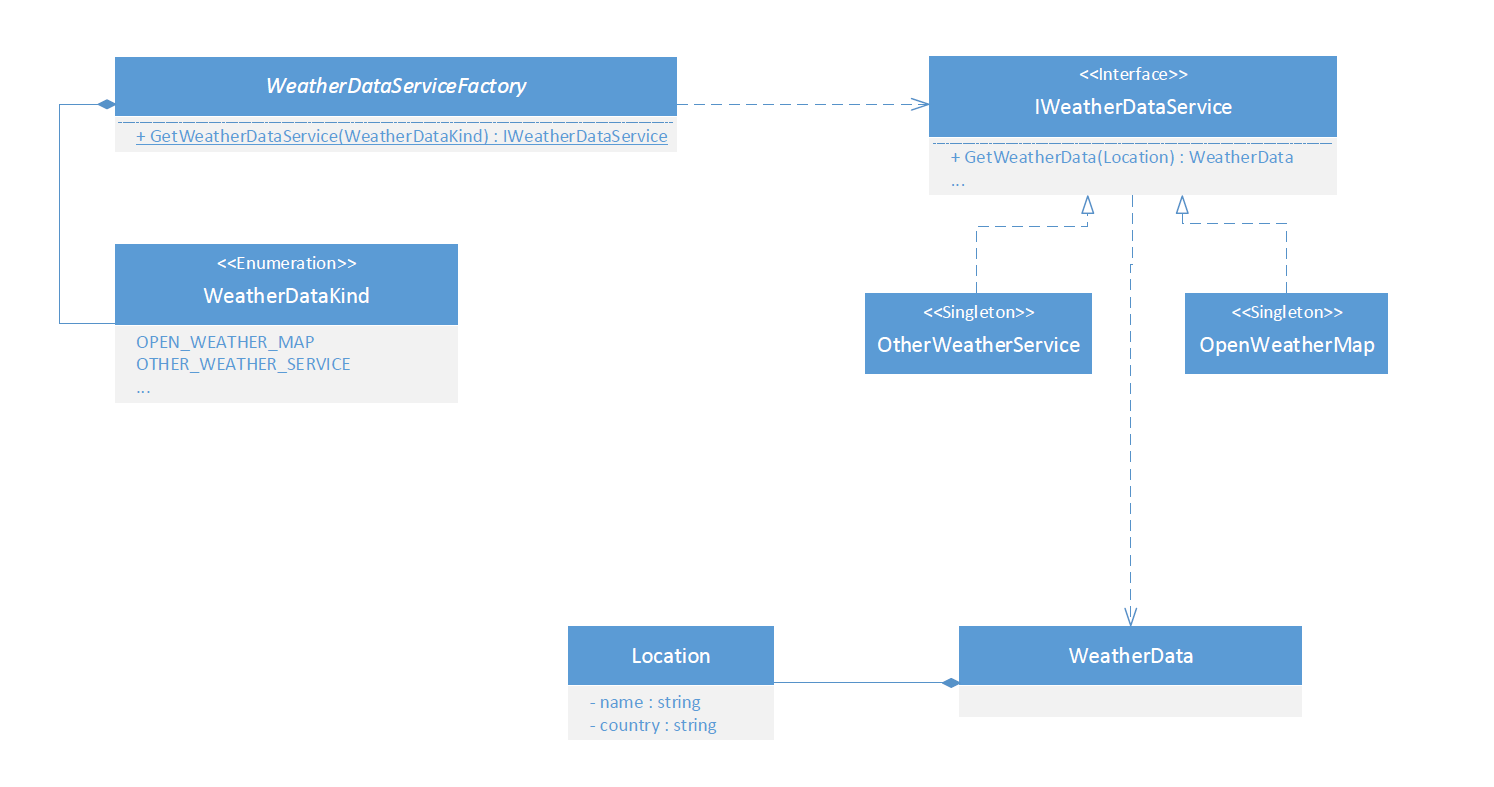 WeatherDataServiceFactory
+ GetWeatherDataService(WeatherDataKind) : IWeatherDataService
<<Interface>>
IWeatherDataService
+ GetWeatherData(Location) : WeatherData
...
<<Enumeration>>
WeatherDataKind
OPEN_WEATHER_MAP
OTHER_WEATHER_SERVICE
...
<<Singleton>>
OtherWeatherService
<<Singleton>>
OpenWeatherMap
Location
- name : string
- country : string
WeatherData